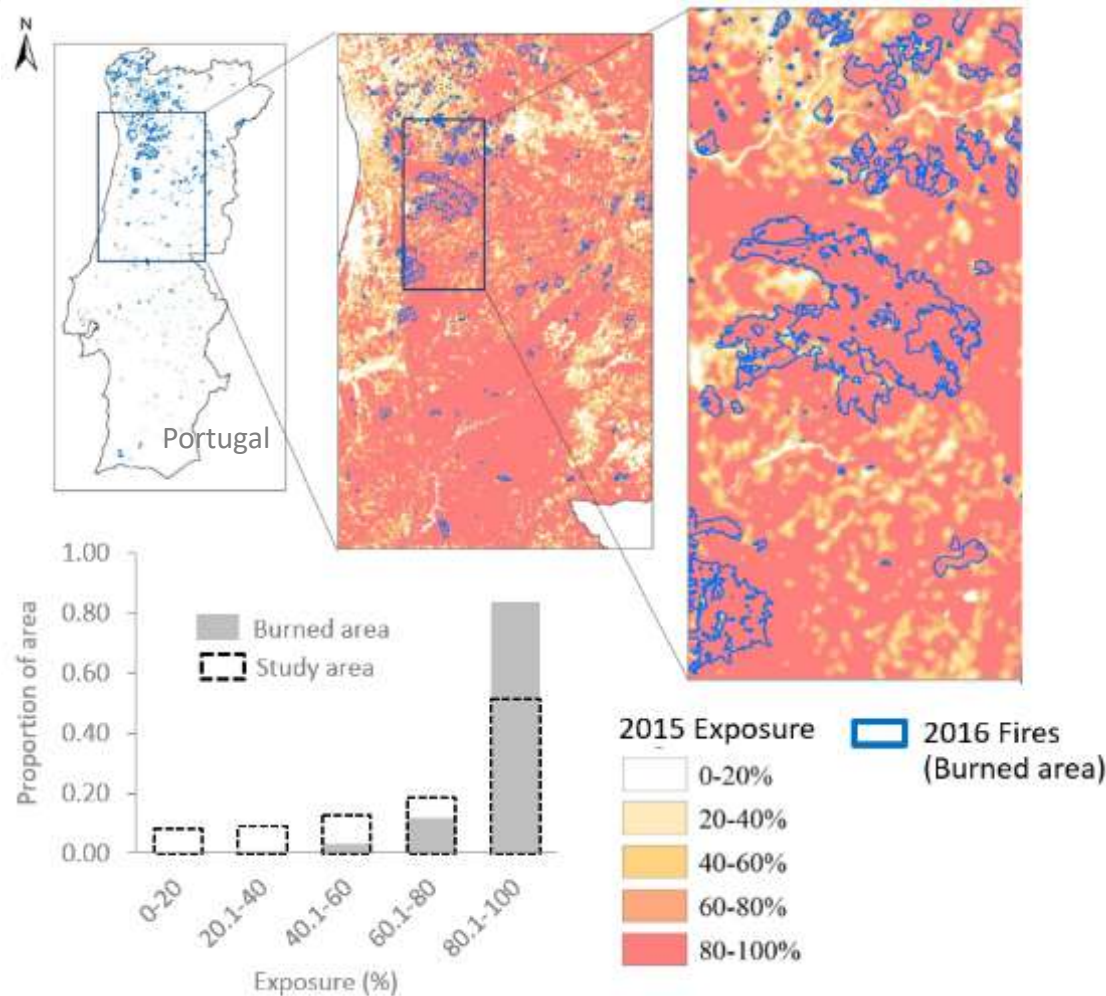 N
Portugal
1.00
0.80
0.60
0.40
0.20
0.00
Proportion of area
Burned area
Study area
0-20
20.1-40
40.1-60
60.1-80
80.1-100
Exposure (%)
2015 Exposure
0-20%
20-40%
40-60%
60-80%
80-100%
2016 Fires
(Burned area)